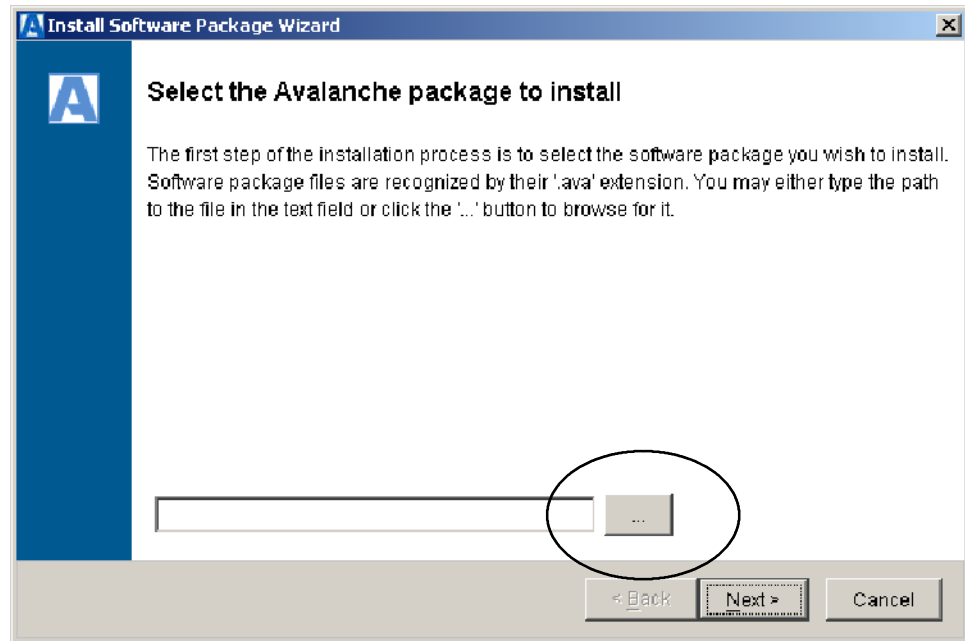 Install Software Package Wizard
A
Select the Avalanche package to install
The first step of the installation process is to select the software package you wish to install.
Software package files are recognized by their '.ava' extension. You may either type the path
to the file in the text field or click the '...' button to browse for it.
...
< Back Next > Cancel